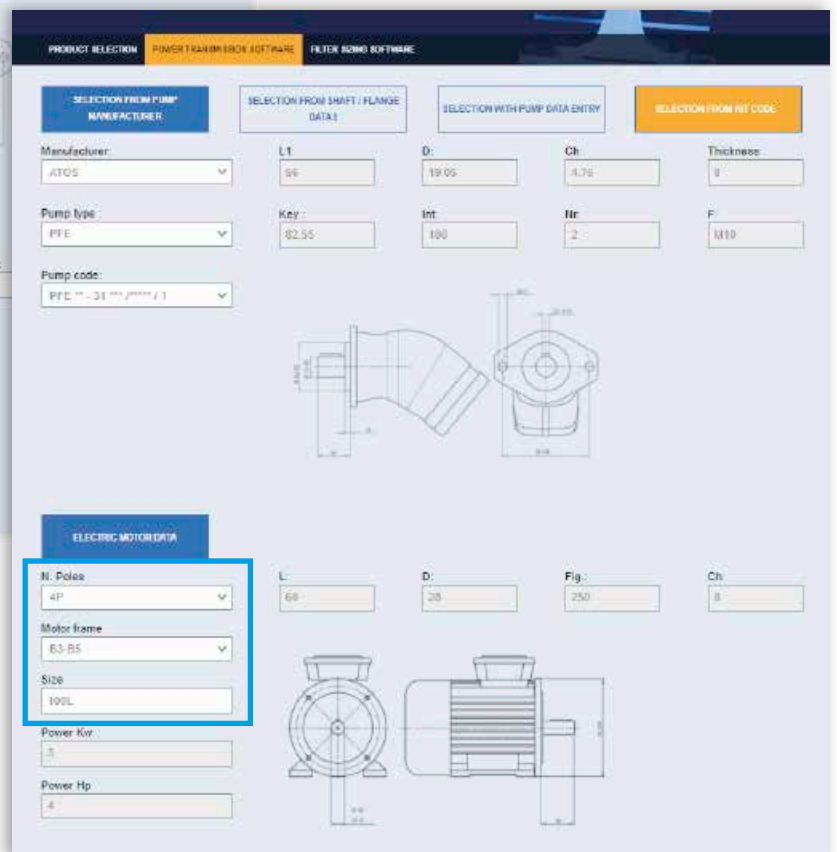 PRODUCT SELECTION POWER TRANSMISSION SOFTWARE FILTER SIZING SOFTWARE
SELECTION FROM PUMP MANUFACTURER
SELECTION FROM SHAFT / FLANGE DATA
SELECTION WITH PUMP DATA ENTRY
SELECTION FROM KIT CODE
Manufacturer: L1: D: Ch: Thickness:
ATOS 56 19.05 4.76 8
Pump type : Key : Int: Nr: F:
PFE 82.55 100 2 M10
Pump code:
PFE ** - 31 *** /***** / 1
ELECTRIC MOTOR DATA
N. Poles L: D: Fig.: Ch:
4P 60 28 250 8
Motor frame
B3-B5
Size
100L
Power Kw
3
Power Hp
4